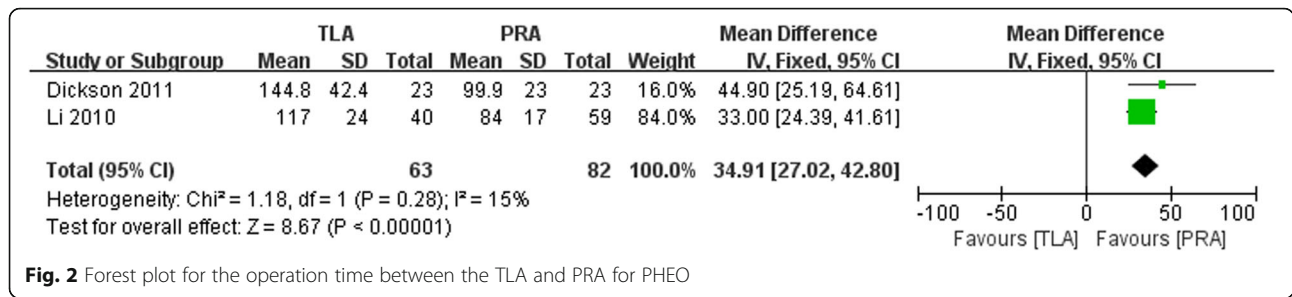 TLA PRA Mean Difference Mean Difference
Study or Subgroup Mean SD Total Mean SD Total Weight IV, Fixed, 95% CI IV, Fixed, 95% CI
Dickson 2011 144.8 42.4 23 99.9 23 23 16.0% 44.90 [25.19, 64.61]
Li 2010 117 24 40 84 17 59 84.0% 33.00 [24.39, 41.61]
Total (95% CI) 63 82 100.0% 34.91 [27.02, 42.80]
Heterogeneity: Chi² = 1.18, df = 1 (P = 0.28); I² = 15%
Test for overall effect: Z = 8.67 (P < 0.00001)
-100 -50 0 50 100
Favours [TLA] Favours [PRA]
Fig. 2 Forest plot for the operation time between the TLA and PRA for PHEO